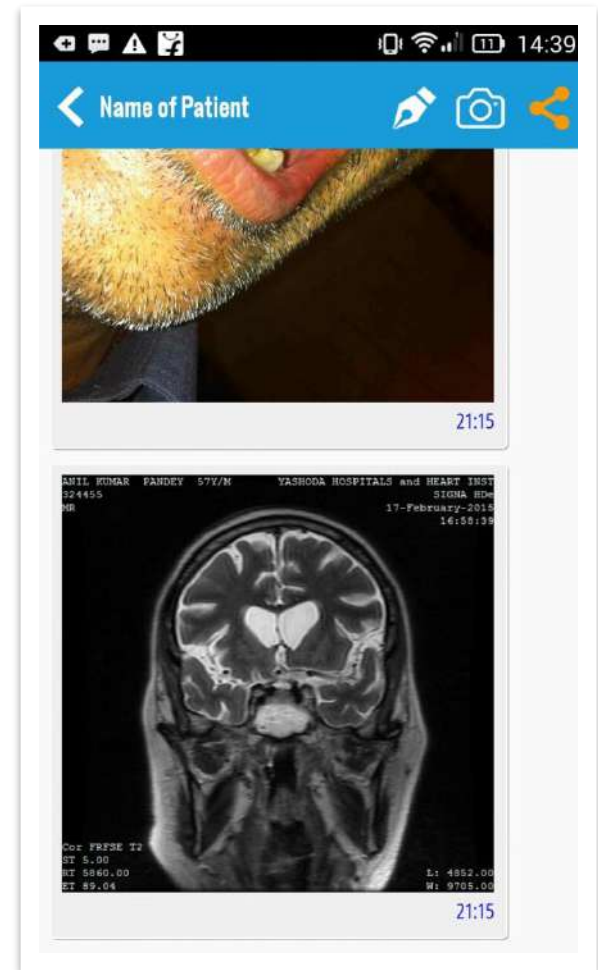 11 14:39
Name of Patient
21:15
ANIL KUMAR PANDEY 57Y/M YASHODA HOSPITALS and HEART INST
324455 SIGNA HDe
MR 17-February-2015
16:58:39
Cor FRFSE T2
ST 5.00
RT 5860.00 L: 4852.00
ET 89.04 W: 9705.00
21:15